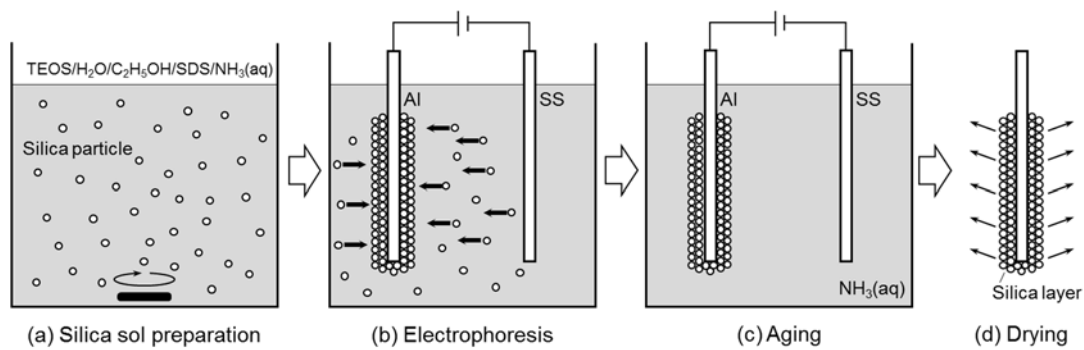 TEOS/H2O/C2H5OH/SDS/NH3(aq)
Silica particle
(a) Silica sol preparation
Al
SS
(b) Electrophoresis
Al
SS
NH3(aq)
(c) Aging
Silica layer
(d) Drying